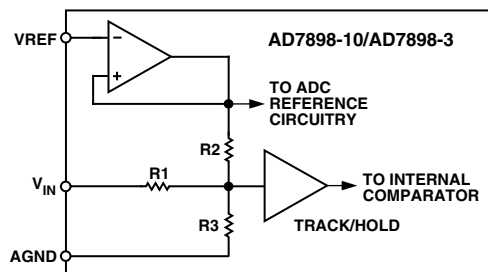 VREF
AD7898-10/AD7898-3
−
+
TO ADC
REFERENCE
CIRCUITRY
R2
R1
VIN
TO INTERNAL
COMPARATOR
R3
TRACK/HOLD
AGND